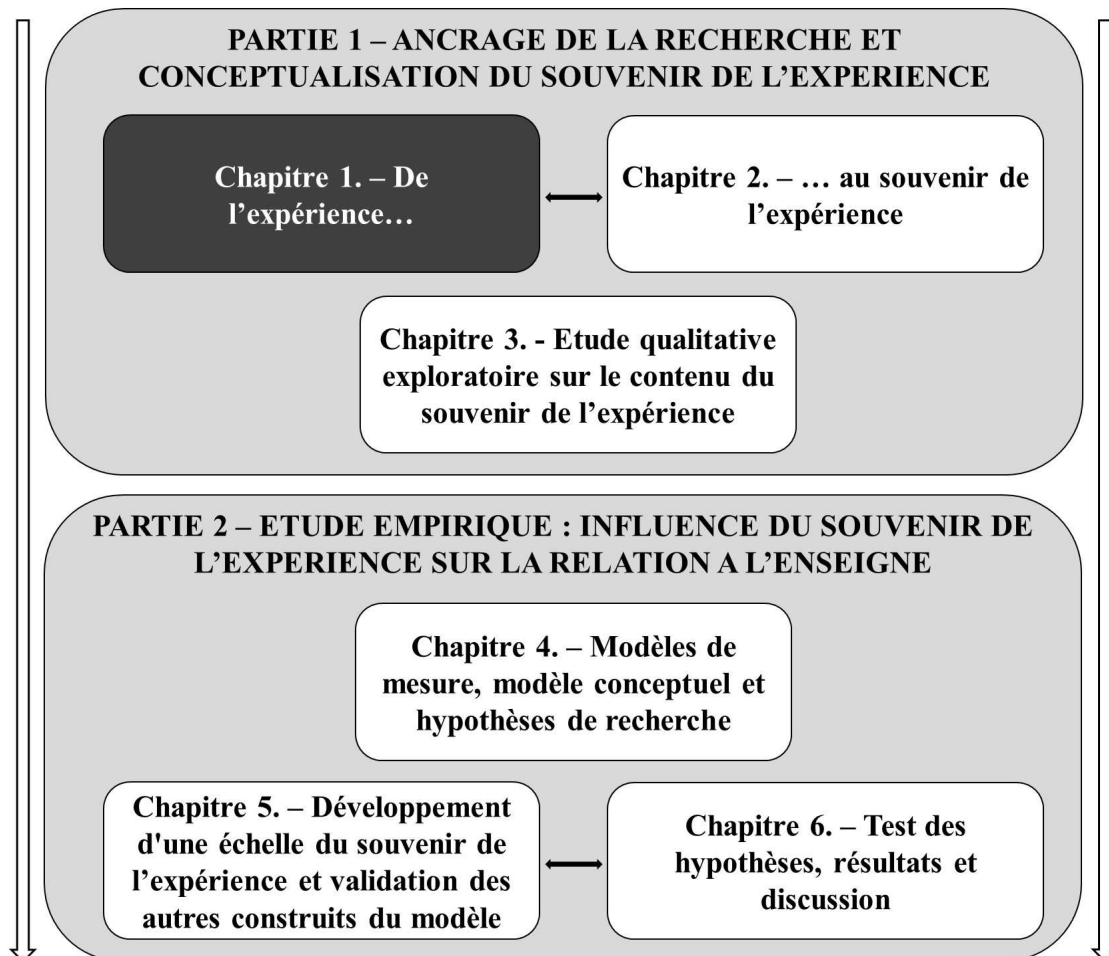 PARTIE 1 – ANCRAGE DE LA RECHERCHE ET
CONCEPTUALISATION DU SOUVENIR DE L’EXPERIENCE
Chapitre 1. – De
l’expérience…
Chapitre 2. – … au souvenir de
l’expérience
Chapitre 3. - Etude qualitative
exploratoire sur le contenu du
souvenir de l’expérience
PARTIE 2 – ETUDE EMPIRIQUE : INFLUENCE DU SOUVENIR DE
L’EXPERIENCE SUR LA RELATION A L’ENSEIGNE
Chapitre 4. – Modèles de
mesure, modèle conceptuel et
hypothèses de recherche
Chapitre 5. – Développement
d'une échelle du souvenir de
l’expérience et validation des
autres construits du modèle
Chapitre 6. – Test des
hypothèses, résultats et
discussion